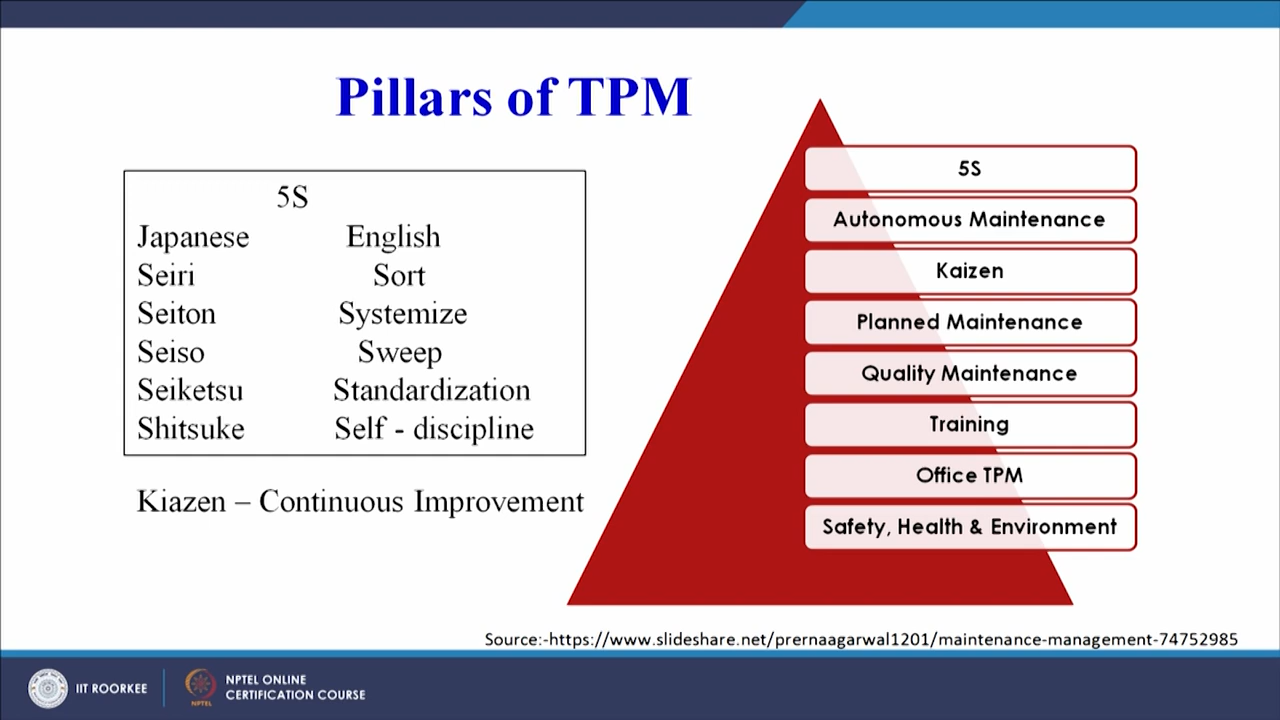 Pillars of TPM
5S
Japanese English
Seiri Sort
Seiton Systemize
Seiso Sweep
Seiketsu Standardization
Shitsuke Self - discipline
Kiazen – Continuous Improvement
5S
Autonomous Maintenance
Kaizen
Planned Maintenance
Quality Maintenance
Training
Office TPM
Safety, Health & Environment
Source:-https://www.slideshare.net/prernaagarwal1201/maintenance-management-74752985
IIT ROORKEE
NPTEL
NPTEL ONLINE
CERTIFICATION COURSE